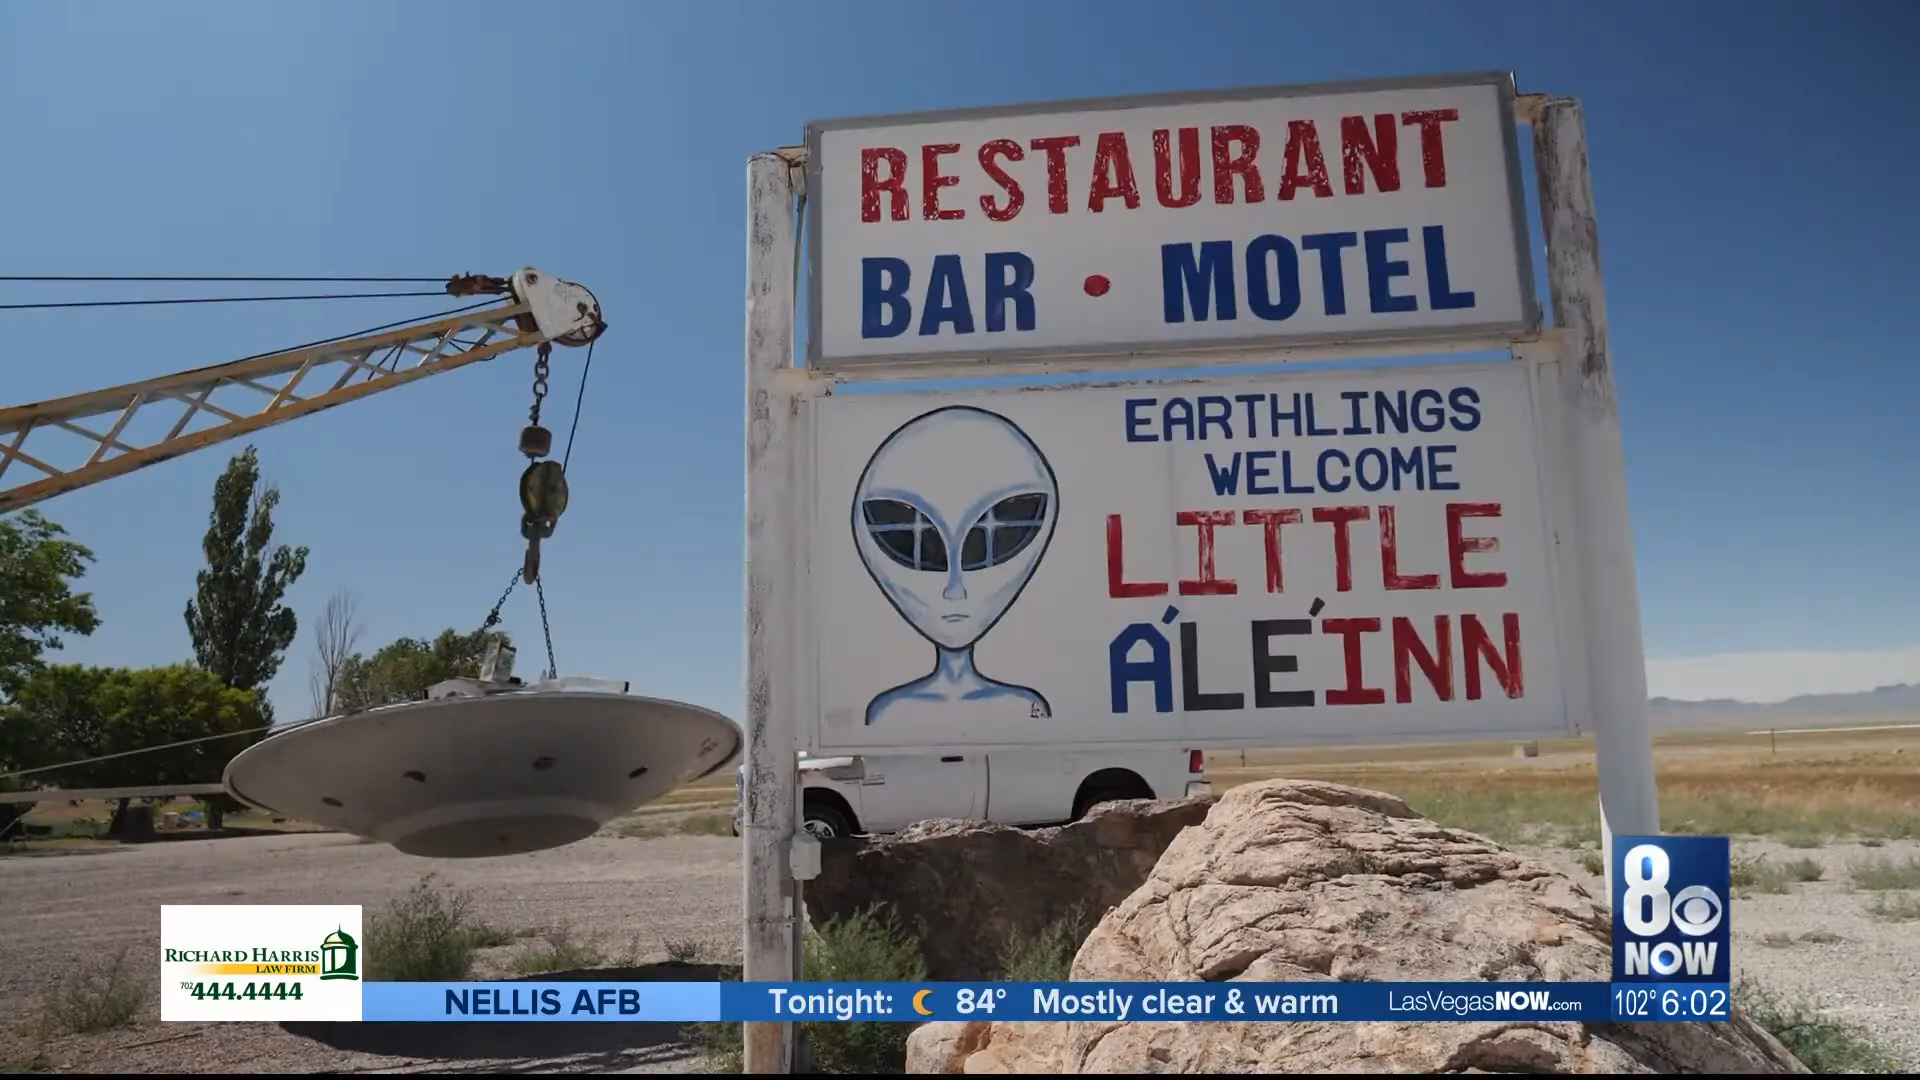 RESTAURANT
BAR • MOTEL
EARTHLINGS
WELCOME
LITTLE
A'LE'INN
8
NOW
RICHARD HARRIS
LAW FIRM
702 444.4444
NELLIS AFB
Tonight: 84° Mostly clear & warm
LasVegasNOW.com
102° 6:02